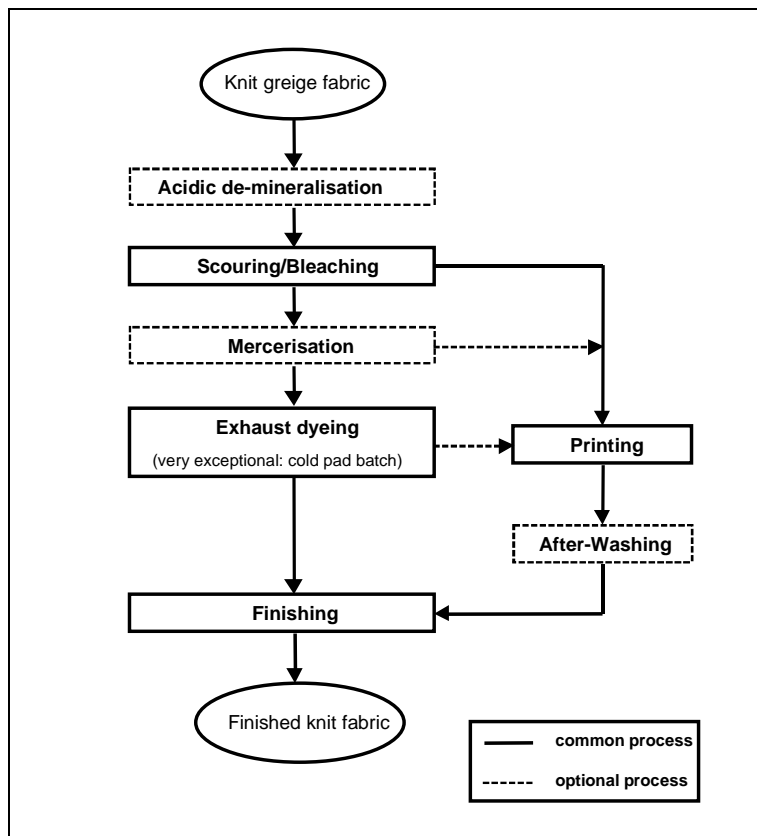 Knit greige fabric
Acidic de-mineralisation
Scouring/Bleaching
Mercerisation
Exhaust dyeing
(very exceptional: cold pad batch)
Printing
After-Washing
Finishing
Finished knit fabric
common process
optional process